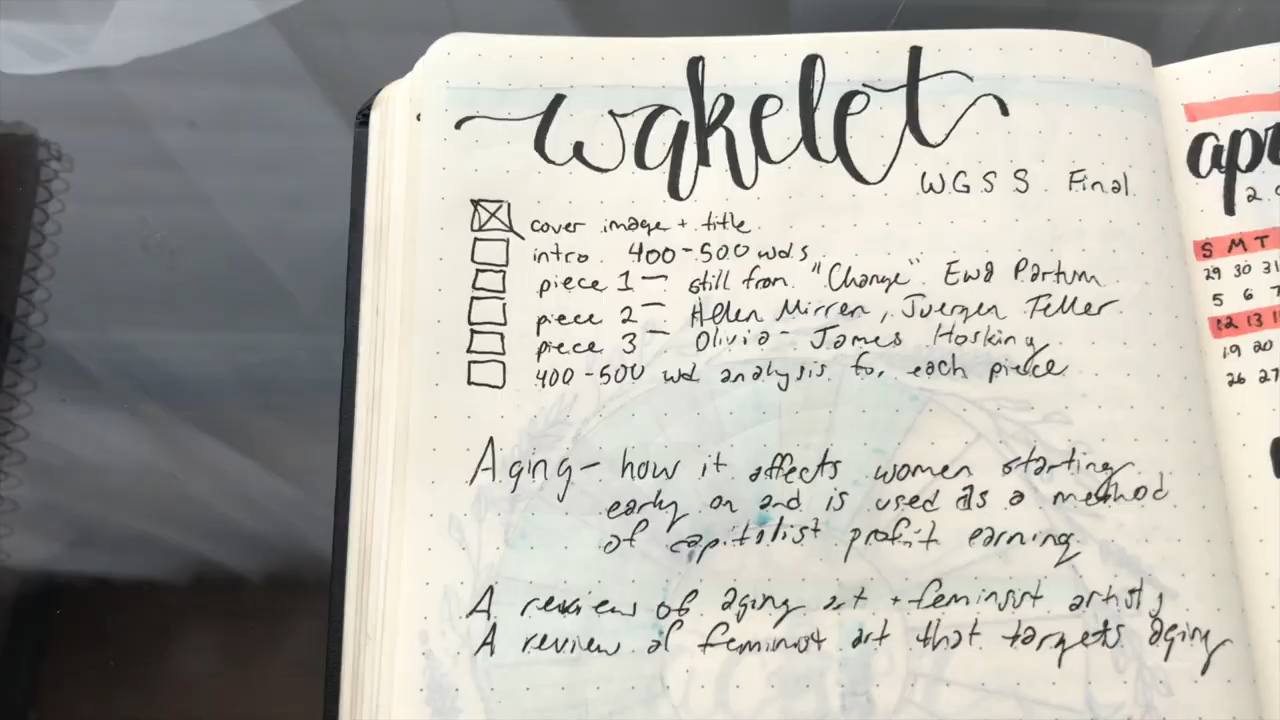 wakelet
W.G.S.S. Final
cover image + title
intro 400-500 wds
piece 1 - still from "Change" Ewa Partum
piece 2 - Helen Mirren, Juergen Teller
piece 3 - Olivia - James Hosking
400-500 wd analysis for each piece
Aging - how it affects women starting
early on and is used as a method
of capitalist profit earning
A review of aging art + feminist artists
A review of feminist art that targets aging
apr
S M T
29 30 31
5 6 7
12 13
19 20
26 27